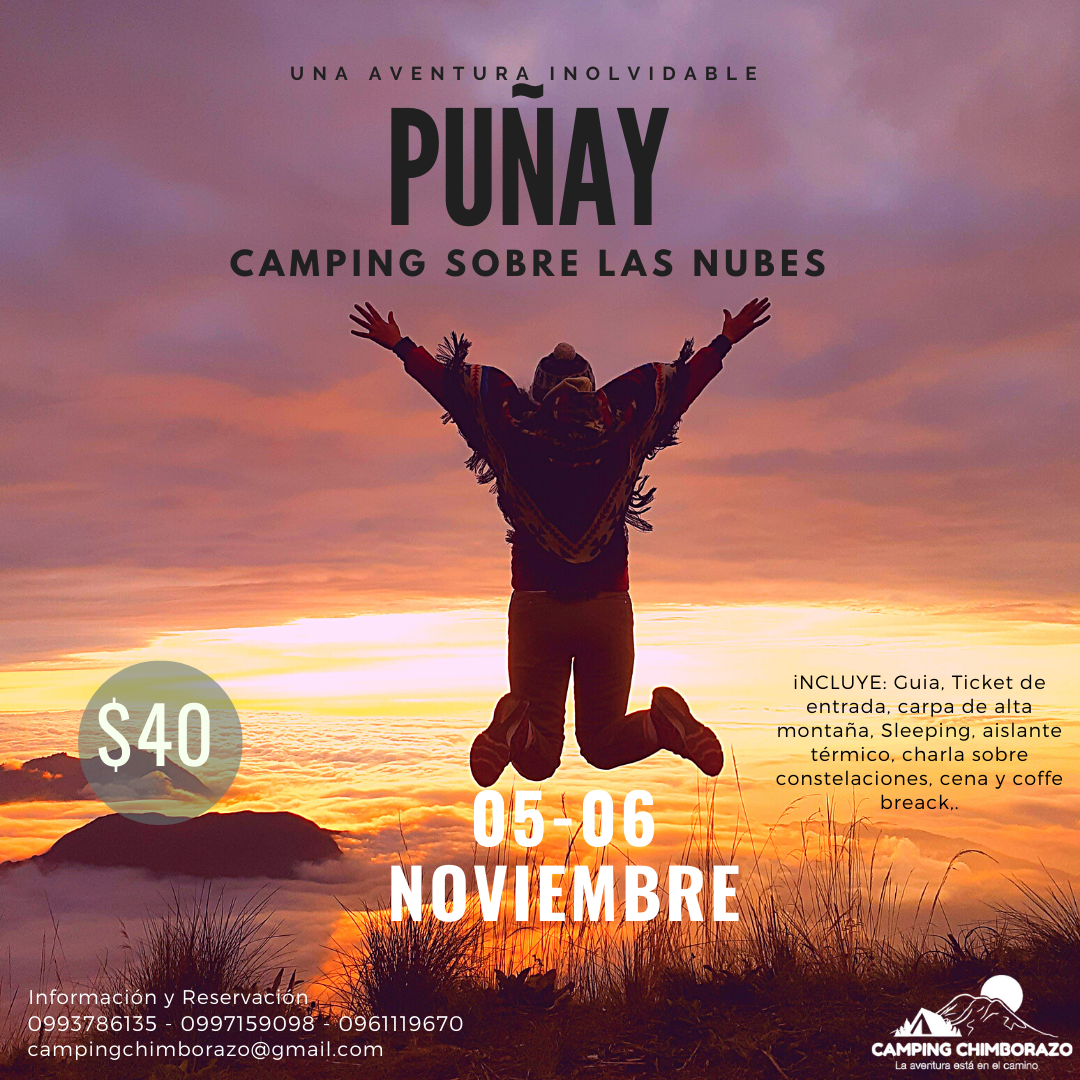 UNA AVENTURA INOLVIDABLE
PUÑAY
CAMPING SOBRE LAS NUBES
$40
iNCLUYE: Guia, Ticket de
entrada, carpa de alta
montaña, Sleeping, aislante
térmico, charla sobre
constelaciones, cena y coffe
breack,.
05-06
NOVIEMBRE
Información y Reservación
0993786135 - 0997159098 - 0961119670
campingchimborazo@gmail.com
CAMPING CHIMBORAZO
La aventura está en el camino